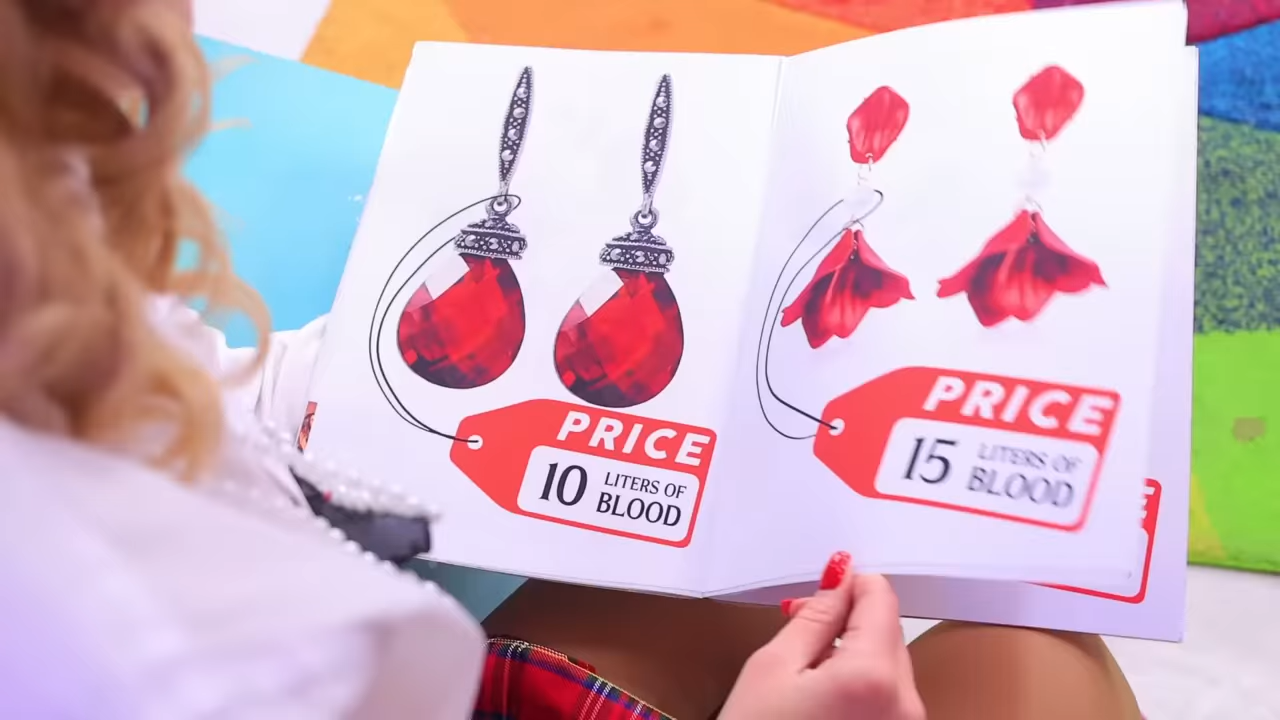 PRICE
10 LITERS OF
BLOOD
PRICE
15 LITERS OF
BLOOD